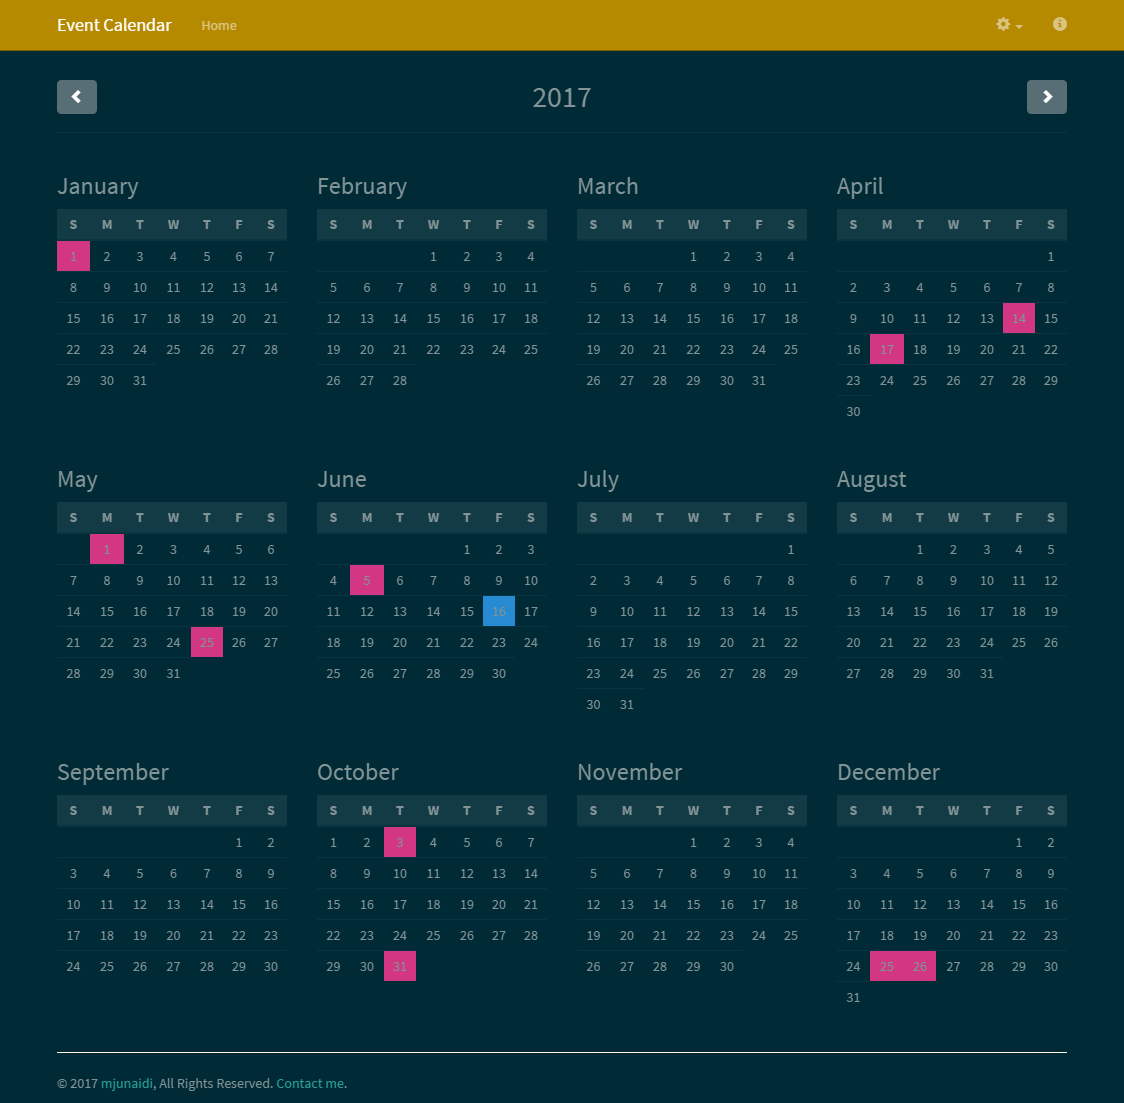 Event Calendar Home
2017
January February March April
S M T W T F S S M T W T F S S M T W T F S S M T W T F S
1 2 3 4 5 6 7 1 2 3 4 1 2 3 4 1
8 9 10 11 12 13 14 5 6 7 8 9 10 11 5 6 7 8 9 10 11 2 3 4 5 6 7 8
15 16 17 18 19 20 21 12 13 14 15 16 17 18 12 13 14 15 16 17 18 9 10 11 12 13 14 15
22 23 24 25 26 27 28 19 20 21 22 23 24 25 19 20 21 22 23 24 25 16 17 18 19 20 21 22
29 30 31 26 27 28 26 27 28 29 30 31 23 24 25 26 27 28 29
30
May June July August
S M T W T F S S M T W T F S S M T W T F S S M T W T F S
1 2 3 4 5 6 1 2 3 1 1 2 3 4 5
7 8 9 10 11 12 13 4 5 6 7 8 9 10 2 3 4 5 6 7 8 6 7 8 9 10 11 12
14 15 16 17 18 19 20 11 12 13 14 15 16 17 9 10 11 12 13 14 15 13 14 15 16 17 18 19
21 22 23 24 25 26 27 18 19 20 21 22 23 24 16 17 18 19 20 21 22 20 21 22 23 24 25 26
28 29 30 31 25 26 27 28 29 30 23 24 25 26 27 28 29 27 28 29 30 31
30 31
September October November December
S M T W T F S S M T W T F S S M T W T F S S M T W T F S
1 2 1 2 3 4 5 6 7 1 2 3 4 1 2
3 4 5 6 7 8 9 8 9 10 11 12 13 14 5 6 7 8 9 10 11 3 4 5 6 7 8 9
10 11 12 13 14 15 16 15 16 17 18 19 20 21 12 13 14 15 16 17 18 10 11 12 13 14 15 16
17 18 19 20 21 22 23 22 23 24 25 26 27 28 19 20 21 22 23 24 25 17 18 19 20 21 22 23
24 25 26 27 28 29 30 29 30 31 26 27 28 29 30 24 25 26 27 28 29 30
31
© 2017 mjunaidi, All Rights Reserved. Contact me.